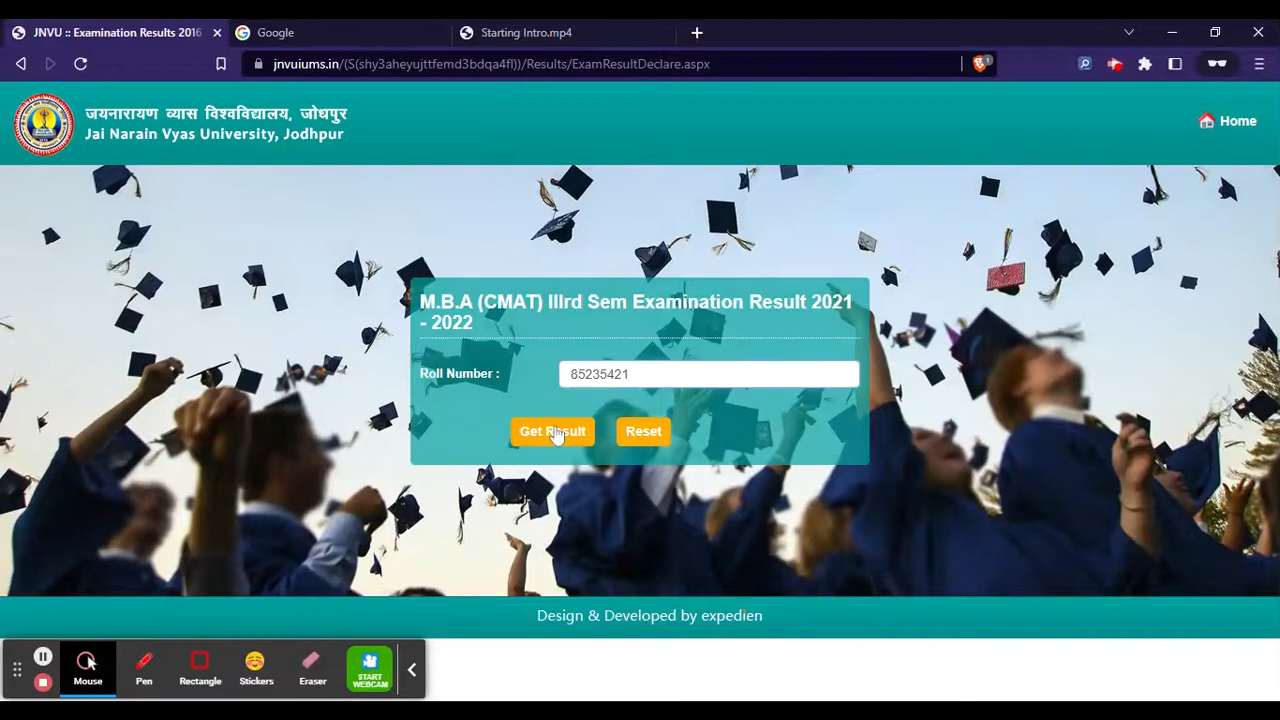 JNVU :: Examination Results 2016
Google
Starting Intro.mp4
jnvuiums.in/(S(shy3aheyujttfemd3bdqa4fl))/Results/ExamResultDeclare.aspx
1
जयनारायण व्यास विश्वविद्यालय, जोधपुर
Jai Narain Vyas University, Jodhpur
Home
M.B.A (CMAT) IIIrd Sem Examination Result 2021
- 2022
Roll Number :
85235421
Get Result
Reset
Design & Developed by expedien
Mouse
Pen
Rectangle
Stickers
Eraser
START
WEBCAM